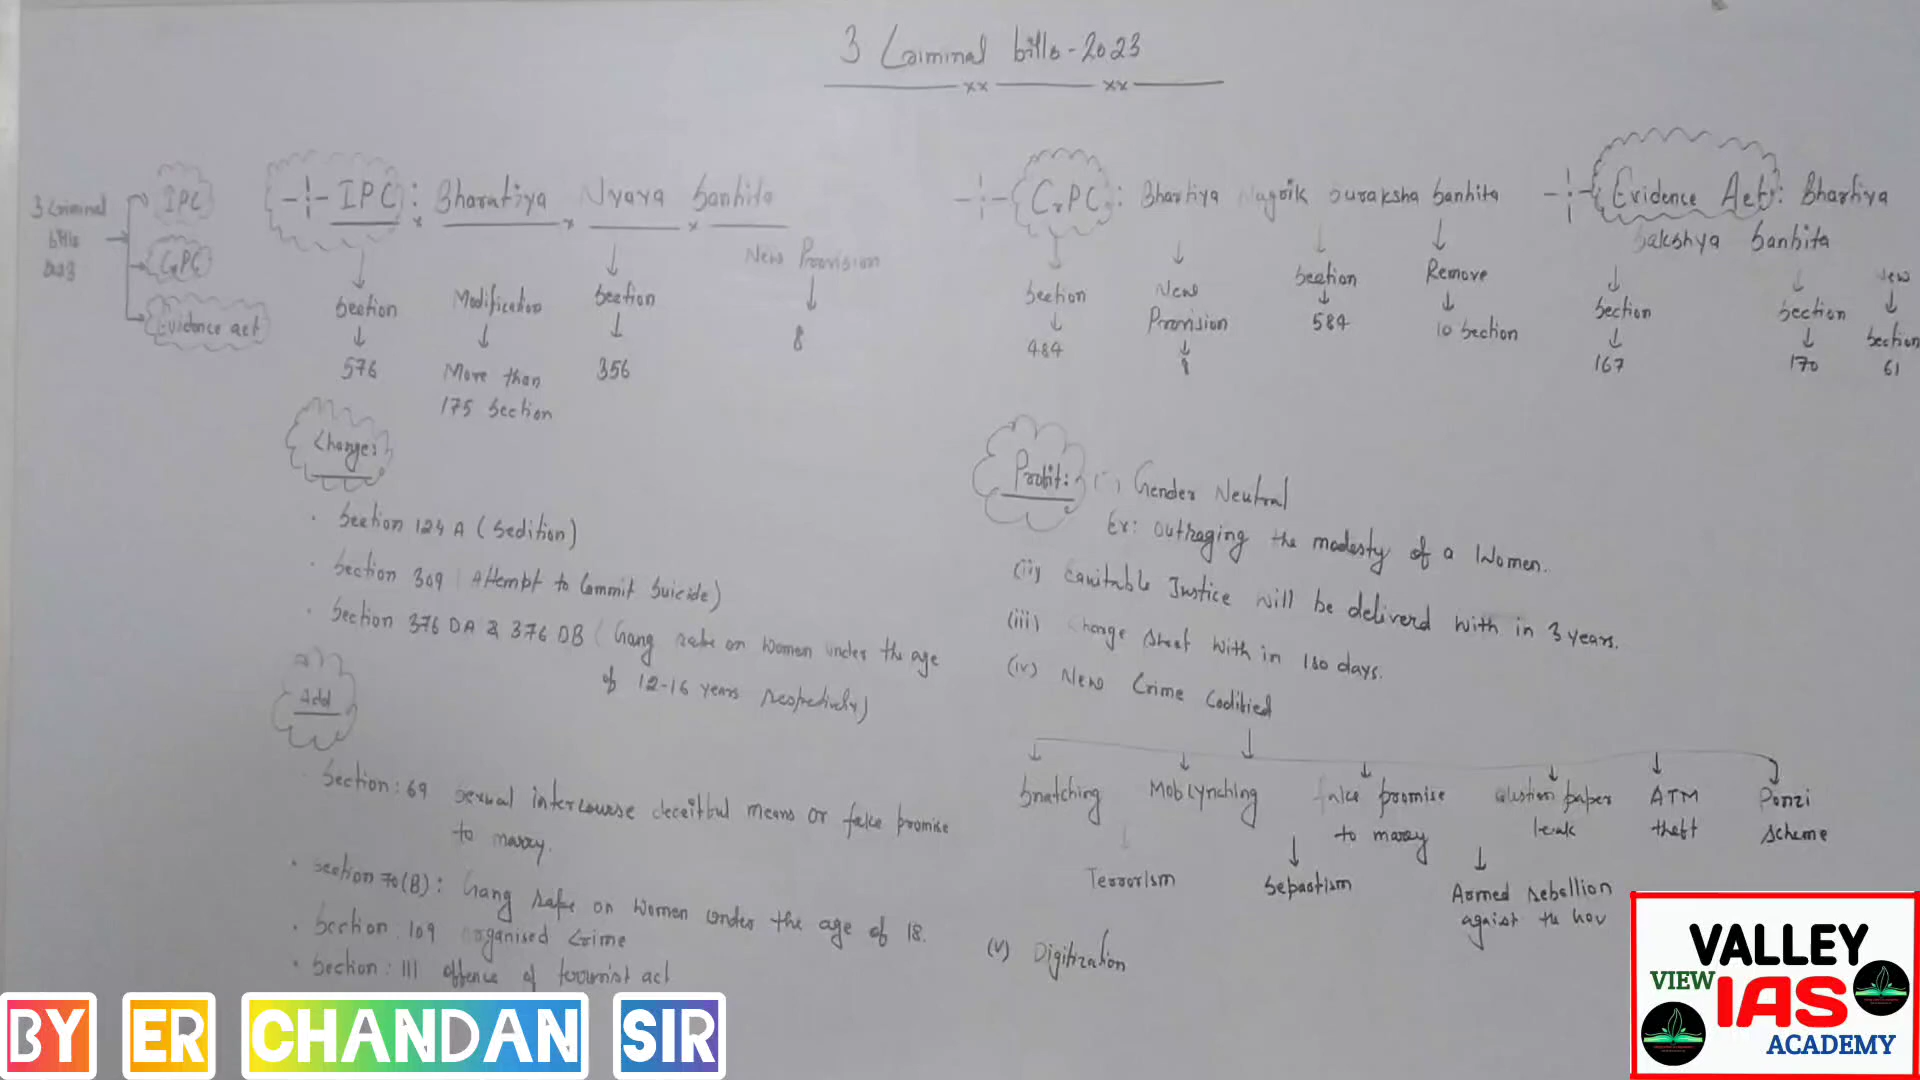 3 Criminal bills-2023
3 Criminal
bills
2023
IPC
CrPC
Evidence act
IPC: Bharatiya Nyaya Sanhita
Section
576
Modification
More than
175 Section
Section
356
New Provision
8
CrPC: Bhartiya Nagrik Suraksha Sanhita
Section
484
New
Provision
8
Section
584
Remove
10 Section
Evidence Act: Bhartiya
Sakshya Sanhita
Section
167
Section
170
New
Section
61
Change:
Section 124 A (Sedition)
Section 309 (Attempt to Commit Suicide)
Section 376 DA & 376 DB (Gang rape on women under the age
of 12-16 years respectively)
Add
Section: 69 sexual intercourse deceitful means or fake promise
to marry.
Section 70(B): Gang rape on women under the age of 18.
Section 109 organised Crime
Section: 111 offence of terrorist act
Profit: (i) Gender Neutral
Ex: Outraging the modesty of a Women.
(ii) Equitable Justice will be deliverd with in 3 years.
(iii) Charge sheet with in 180 days.
(iv) New Crime Codified
Snatching
Mob Lynching
fake promise
to marry
Question paper
leak
ATM
theft
Ponzi
Scheme
Terrorism
Sepratism
Armed rebellion
against the Gov
(v) Digitization
BY ER CHANDAN SIR
VALLEY
VIEW IAS
ACADEMY